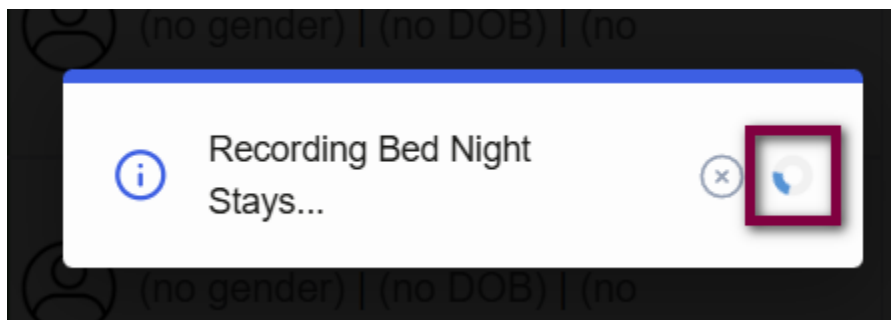 (no gender) | (no DOB) | (no
Recording Bed Night
Stays...
(no gender) | (no DOB) | (no